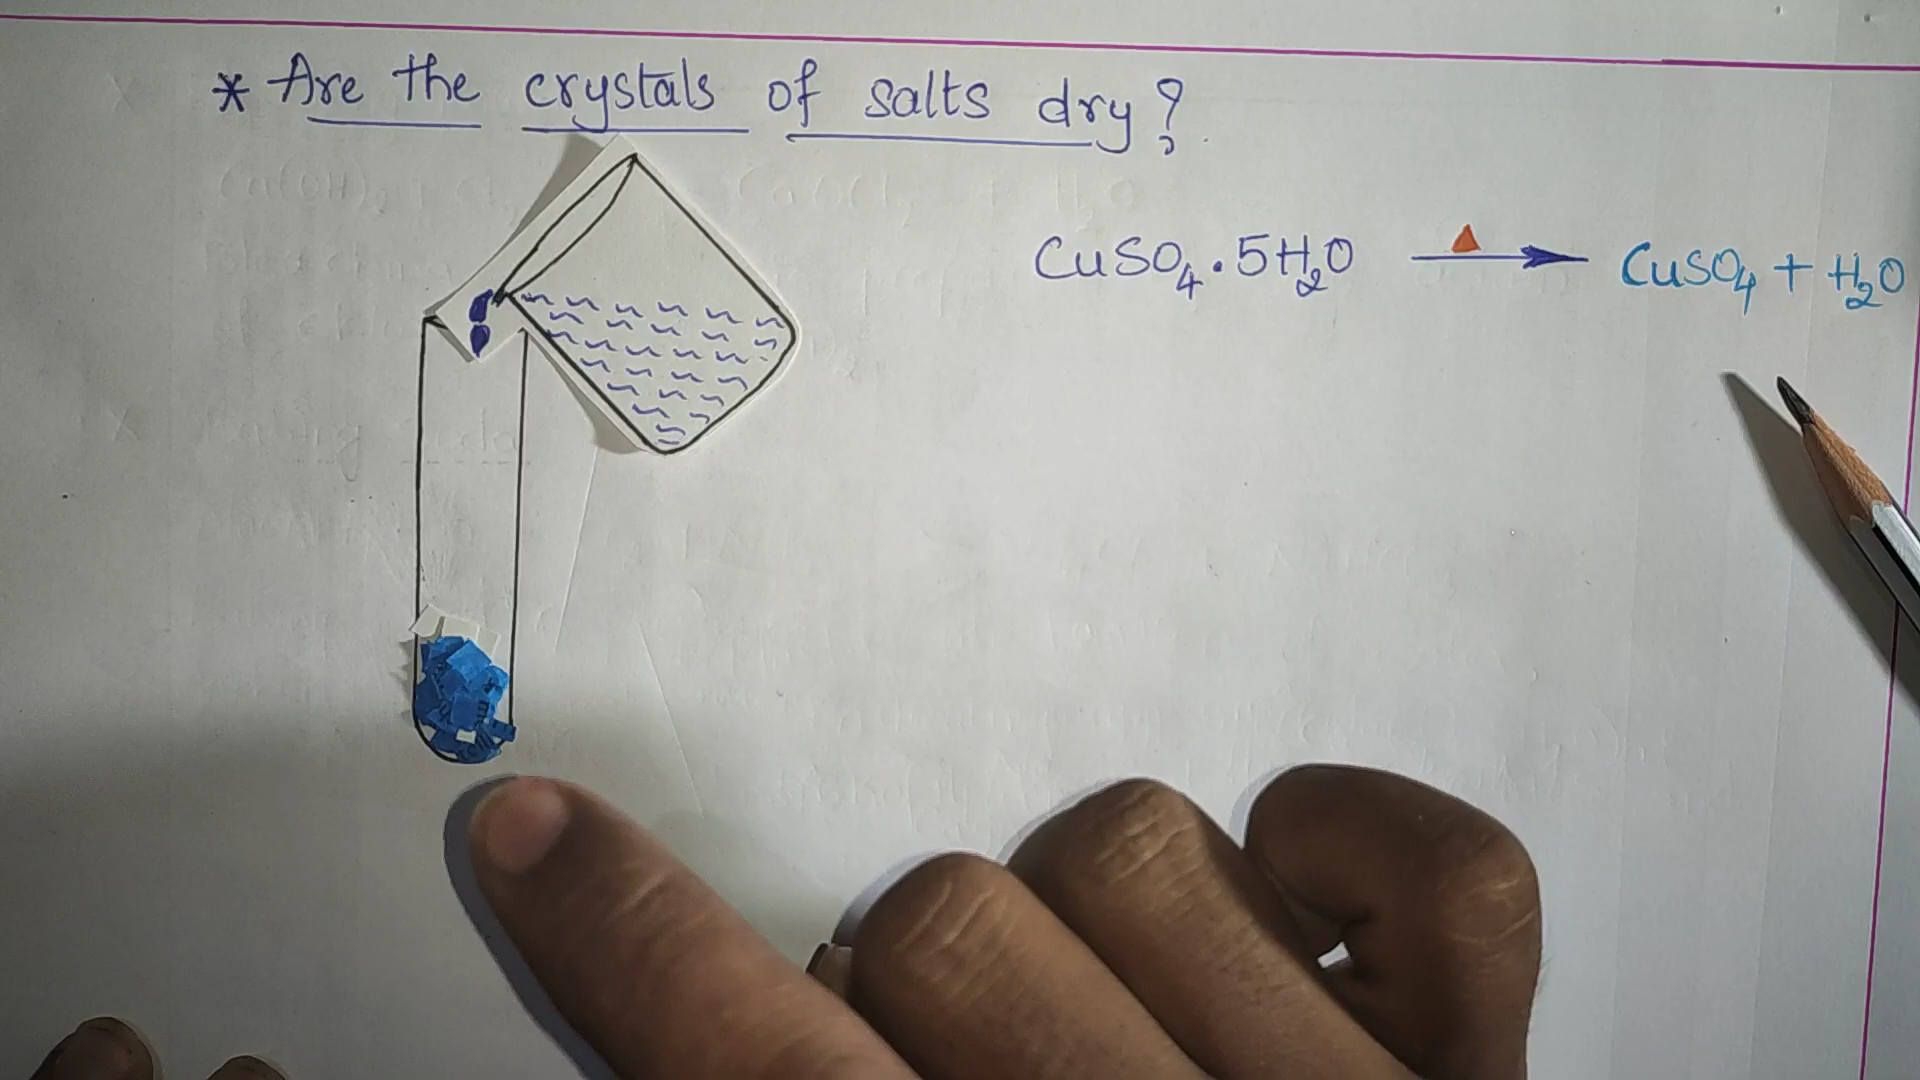 * Are the crystals of salts dry?
CuSO₄·5H₂O → CuSO₄ + H₂O